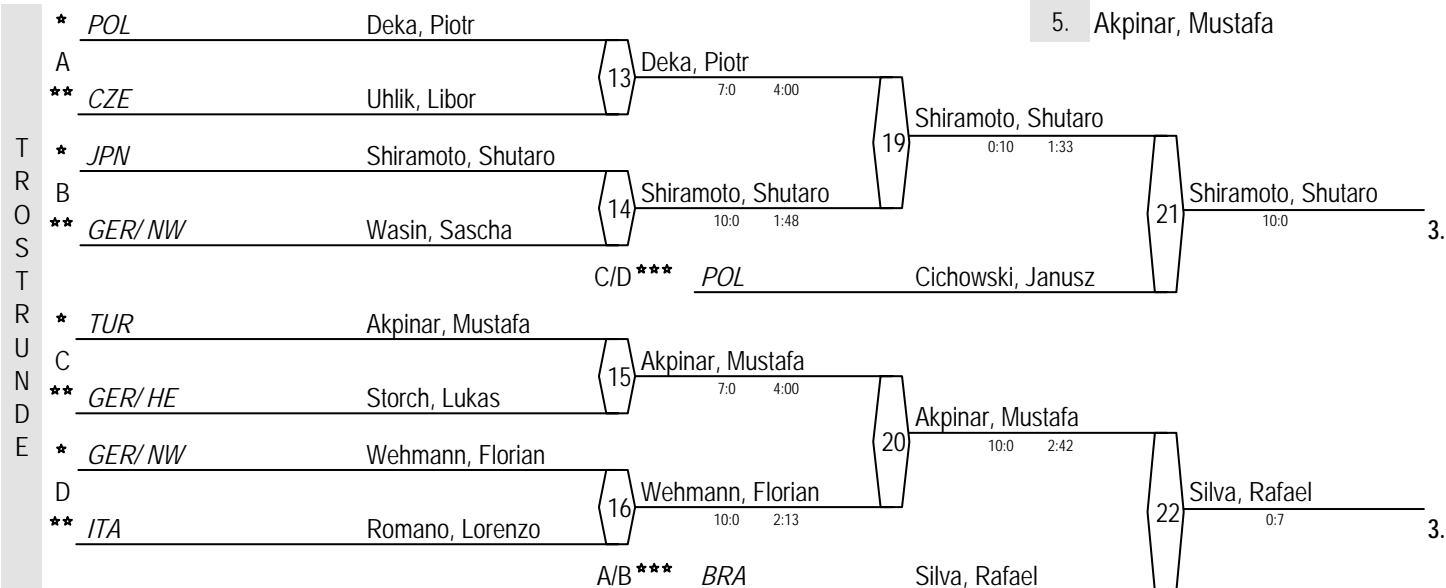 * POL Deka, Piotr
5. Akpinar, Mustafa
A
13 Deka, Piotr
7:0 4:00
** CZE Uhlik, Libor
19 Shiramoto, Shutaro
0:10 1:33
* JPN Shiramoto, Shutaro
B
14 Shiramoto, Shutaro
10:0 1:48
21 Shiramoto, Shutaro
10:0
3.
** GER/NW Wasin, Sascha
C/D *** POL Cichowski, Janusz
TROSTRUNDE
* TUR Akpinar, Mustafa
C
15 Akpinar, Mustafa
7:0 4:00
** GER/HE Storch, Lukas
20 Akpinar, Mustafa
10:0 2:42
* GER/NW Wehmann, Florian
D
16 Wehmann, Florian
10:0 2:13
22 Silva, Rafael
0:7
3.
** ITA Romano, Lorenzo
A/B *** BRA Silva, Rafael